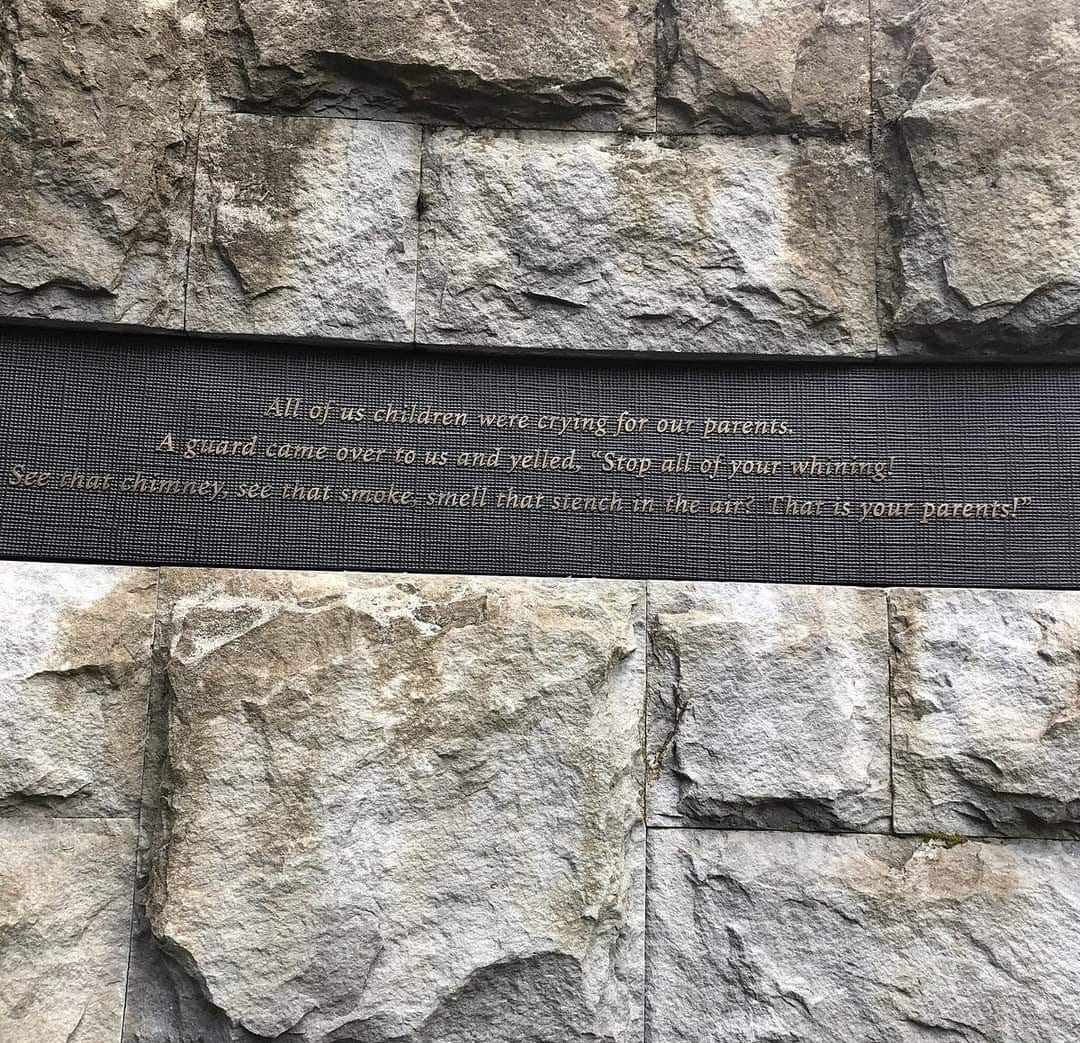 All of us children were crying for our parents.
A guard came over to us and yelled, “Stop all of your whining!
See that chimney, see that smoke, smell that stench in the air? That is your parents!”